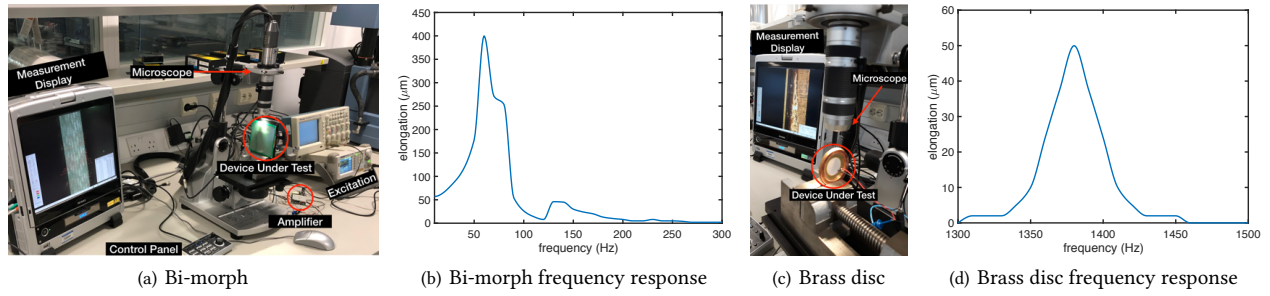 Measurement
Display
Microscope
Device Under Test
Excitation
Amplifier
Control Panel
(a) Bi-morph
elongation (μm)
450
400
350
300
250
200
150
100
50
0
50 100 150 200 250 300
frequency (Hz)
(b) Bi-morph frequency response
Measurement
Display
Microscope
Device Under Test
(c) Brass disc
elongation (μm)
60
50
40
30
20
10
0
1300 1350 1400 1450 1500
frequency (Hz)
(d) Brass disc frequency response